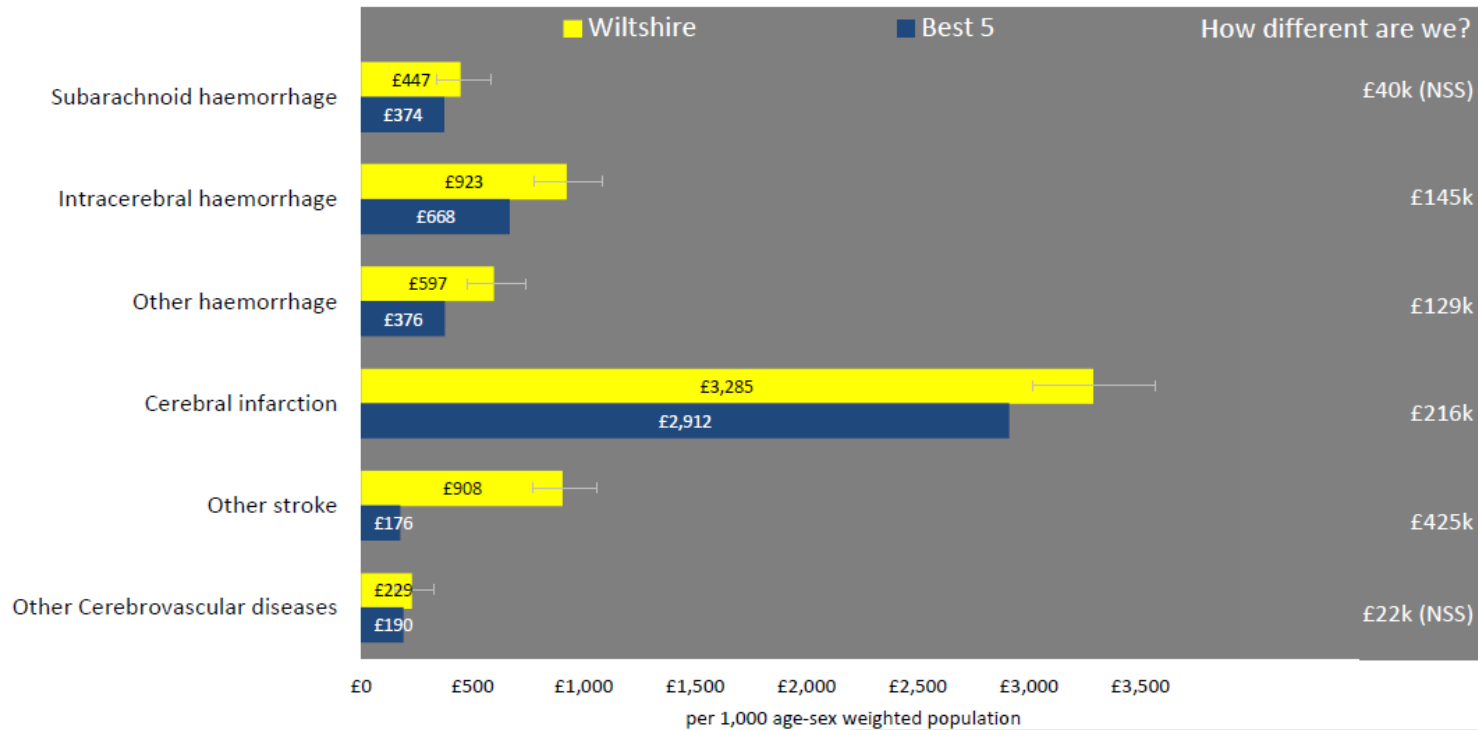 Wiltshire Best 5 How different are we?
Subarachnoid haemorrhage £447 £374 £40k (NSS)
Intracerebral haemorrhage £923 £668 £145k
Other haemorrhage £597 £376 £129k
Cerebral infarction £3,285 £2,912 £216k
Other stroke £908 £176 £425k
Other Cerebrovascular diseases £229 £190 £22k (NSS)
£0 £500 £1,000 £1,500 £2,000 £2,500 £3,000 £3,500
per 1,000 age-sex weighted population